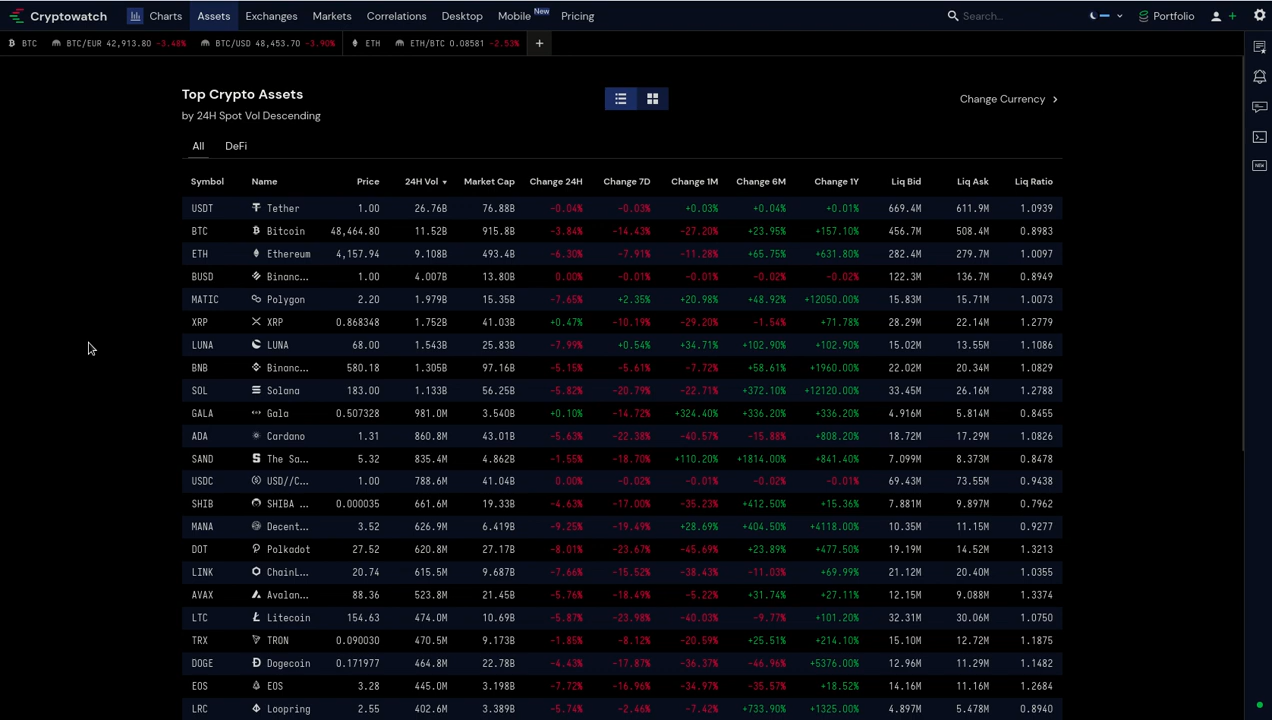 Cryptowatch Charts Assets Exchanges Markets Correlations Desktop Mobile New Pricing Search... Portfolio
BTC BTC/EUR 42,913.80 -3.48% BTC/USD 48,453.70 -3.90% ETH ETH/BTC 0.08581 -2.53% +
Top Crypto Assets
by 24H Spot Vol Descending
Change Currency
All DeFi
Symbol Name Price 24H Vol Market Cap Change 24H Change 7D Change 1M Change 6M Change 1Y Liq Bid Liq Ask Liq Ratio
USDT Tether 1.00 26.76B 76.88B -0.04% -0.03% +0.03% +0.04% +0.01% 669.4M 611.9M 1.0939
BTC Bitcoin 48,464.80 11.52B 915.8B -3.84% -14.43% -27.20% +23.95% +157.10% 456.7M 508.4M 0.8983
ETH Ethereum 4,157.94 9.108B 493.4B -6.30% -7.91% -11.28% +65.75% +631.80% 282.4M 279.7M 1.0097
BUSD Binanc... 1.00 4.007B 13.80B 0.00% -0.01% -0.01% -0.02% -0.02% 122.3M 136.7M 0.8949
MATIC Polygon 2.20 1.979B 15.35B -7.65% +2.35% +20.98% +48.92% +12050.00% 15.83M 15.71M 1.0073
XRP XRP 0.868348 1.752B 41.03B +0.47% -10.19% -29.20% -1.54% +71.78% 28.29M 22.14M 1.2779
LUNA LUNA 68.00 1.543B 25.83B -7.99% +0.54% +34.71% +102.90% +102.90% 15.02M 13.55M 1.1086
BNB Binanc... 580.18 1.305B 97.16B -5.15% -5.61% -7.72% +58.61% +1960.00% 22.02M 20.34M 1.0829
SOL Solana 183.00 1.133B 56.25B -5.82% -20.79% -22.71% +372.10% +12120.00% 33.45M 26.16M 1.2788
GALA Gala 0.507328 981.0M 3.540B +0.10% -14.72% +324.40% +336.20% +336.20% 4.916M 5.814M 0.8455
ADA Cardano 1.31 860.8M 43.01B -5.63% -22.38% -40.57% -15.88% +808.20% 18.72M 17.29M 1.0826
SAND The Sa... 5.32 835.4M 4.862B -1.55% -18.70% +110.20% +1814.00% +841.40% 7.099M 8.373M 0.8478
USDC USD//C... 1.00 788.6M 41.04B 0.00% -0.02% -0.01% -0.02% -0.01% 69.43M 73.55M 0.9438
SHIB SHIBA ... 0.000035 661.6M 19.33B -4.63% -17.00% -35.23% +412.50% +15.36% 7.881M 9.897M 0.7962
MANA Decent... 3.52 626.9M 6.419B -9.25% -19.49% +28.69% +404.50% +4118.00% 10.35M 11.15M 0.9277
DOT Polkadot 27.52 620.8M 27.17B -8.01% -23.67% -45.69% +23.89% +477.50% 19.19M 14.52M 1.3213
LINK ChainL... 20.74 615.5M 9.687B -7.66% -15.52% -38.43% -11.03% +69.99% 21.12M 20.40M 1.0355
AVAX Avalan... 88.36 523.8M 21.45B -5.76% -18.49% -5.22% +31.74% +27.11% 12.15M 9.088M 1.3374
LTC Litecoin 154.63 474.0M 10.69B -5.87% -23.98% -40.03% -9.77% +101.20% 32.31M 30.06M 1.0750
TRX TRON 0.090030 470.5M 9.173B -1.85% -8.12% -20.59% +25.51% +214.10% 15.10M 12.72M 1.1875
DOGE Dogecoin 0.171977 464.8M 22.78B -4.43% -17.87% -36.37% -46.96% +5376.00% 12.96M 11.29M 1.1482
EOS EOS 3.28 445.0M 3.198B -7.72% -16.96% -34.97% -35.57% +18.52% 14.16M 11.16M 1.2684
LRC Loopring 2.55 402.6M 3.389B -5.74% -2.46% -7.42% +733.90% +1325.00% 4.897M 5.478M 0.8940